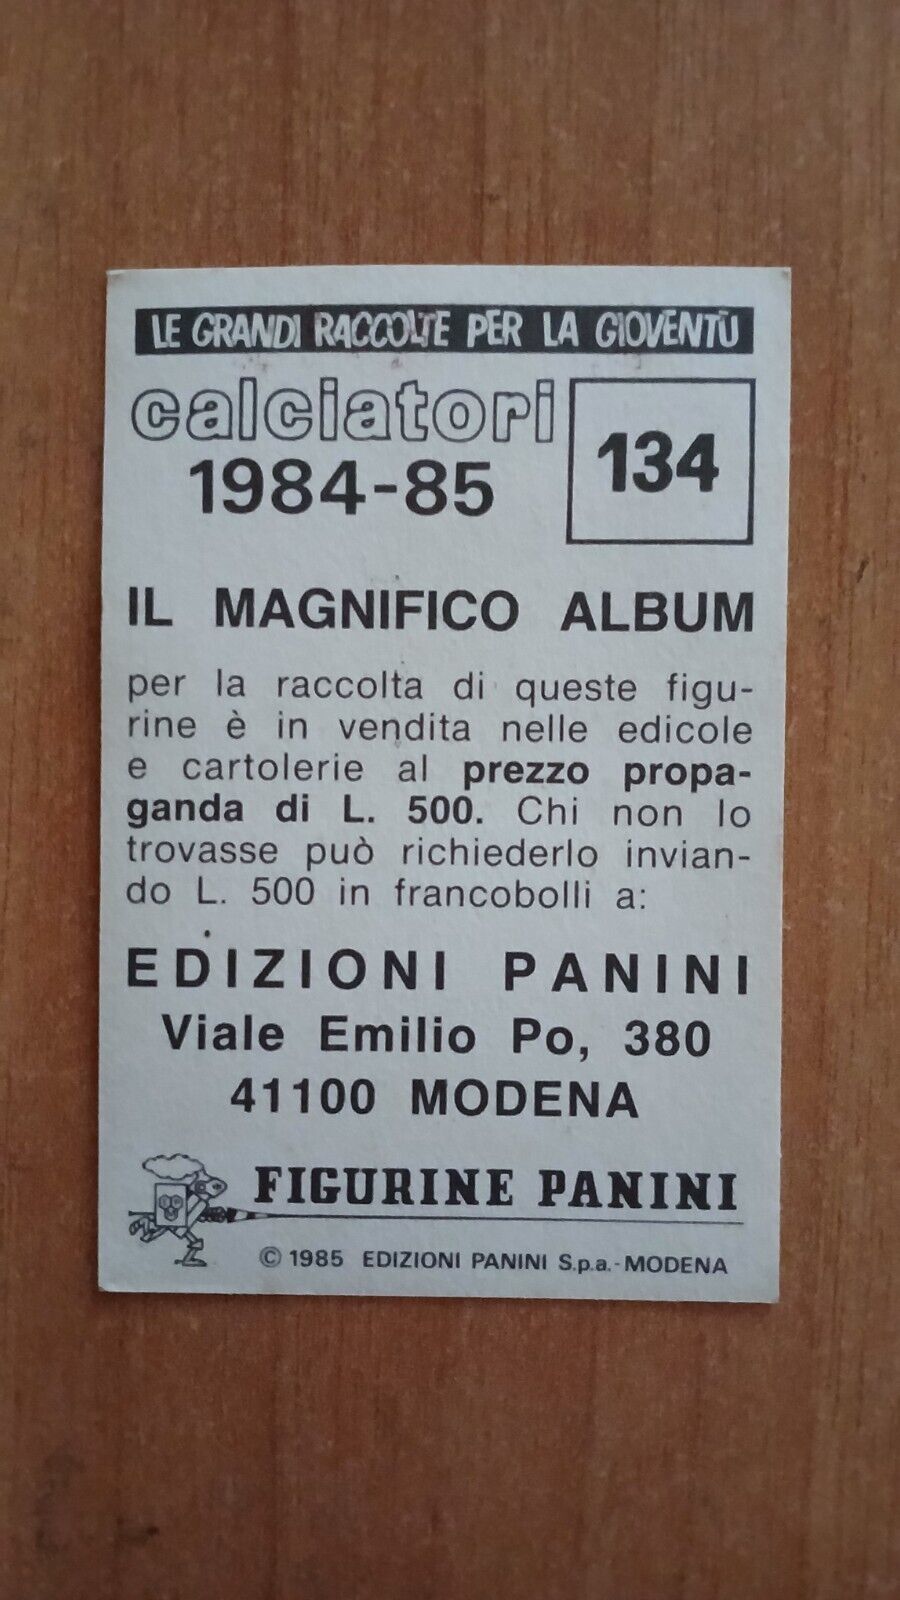 LE GRANDI RACCOLTE PER LA GIOVENTÙ
calciatori
1984-85
134
IL MAGNIFICO ALBUM
per la raccolta di queste figu-
rine è in vendita nelle edicole
e cartolerie al prezzo propa-
ganda di L. 500. Chi non lo
trovasse può richiederlo invian-
do L. 500 in francobolli a:
EDIZIONI PANINI
Viale Emilio Po, 380
41100 MODENA
FIGURINE PANINI
© 1985 EDIZIONI PANINI S.p.a.-MODENA